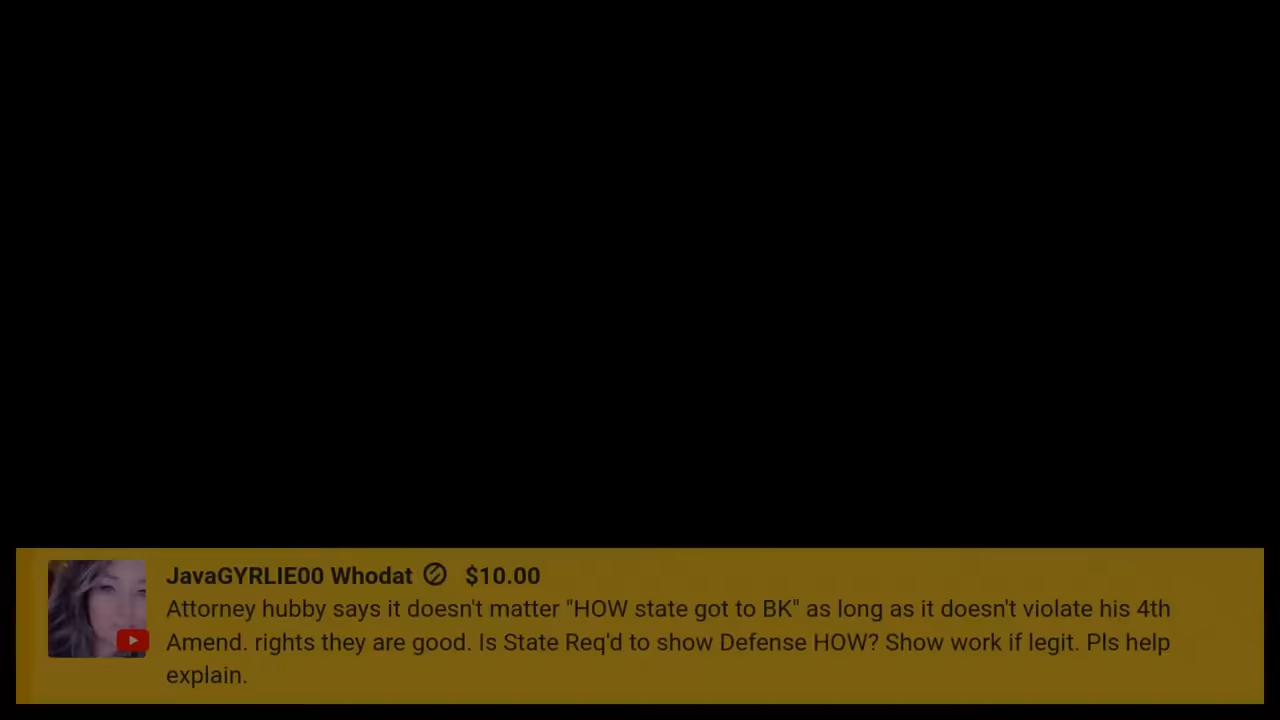 JavaGYRLIE00 Whodat $10.00
Attorney hubby says it doesn't matter "HOW state got to BK" as long as it doesn't violate his 4th
Amend. rights they are good. Is State Req'd to show Defense HOW? Show work if legit. Pls help
explain.